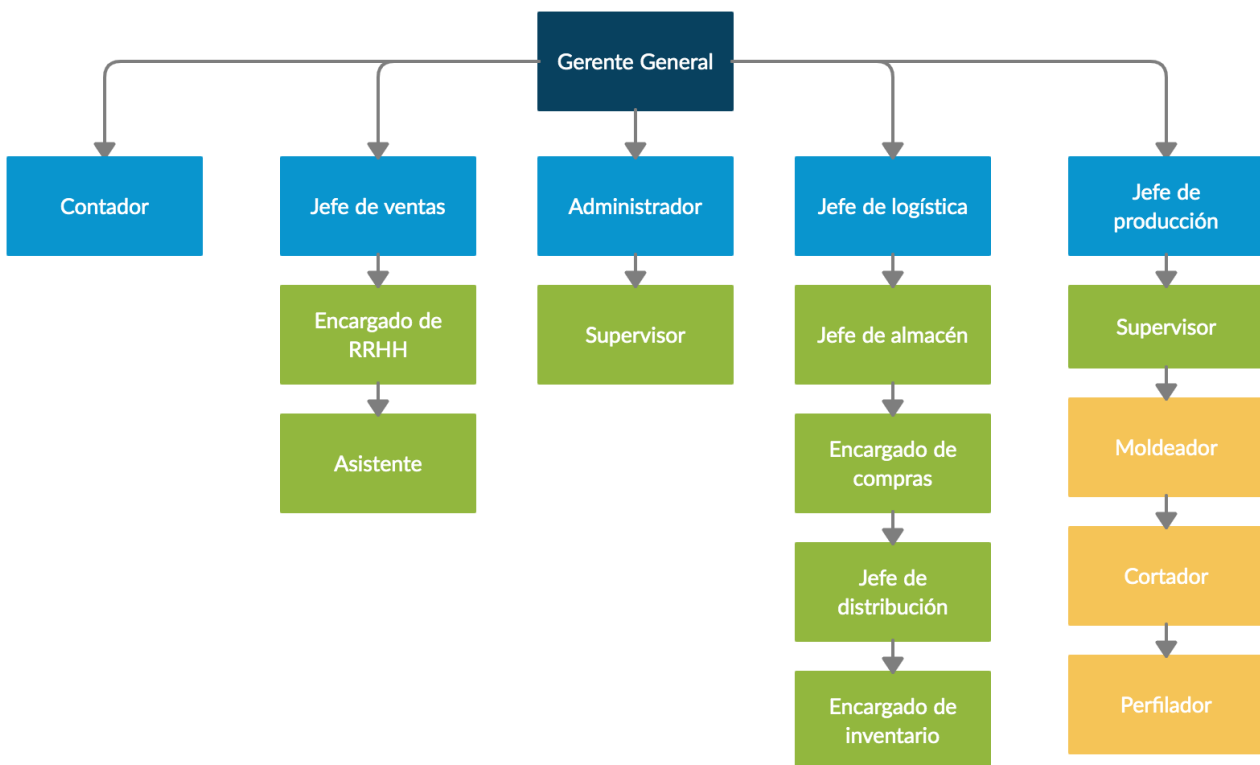 Gerente General
Contador
Jefe de ventas
Administrador
Jefe de logística
Jefe de
producción
Encargado de
RRHH
Supervisor
Jefe de almacén
Supervisor
Asistente
Encargado de
compras
Moldeador
Jefe de
distribución
Cortador
Encargado de
inventario
Perfilador